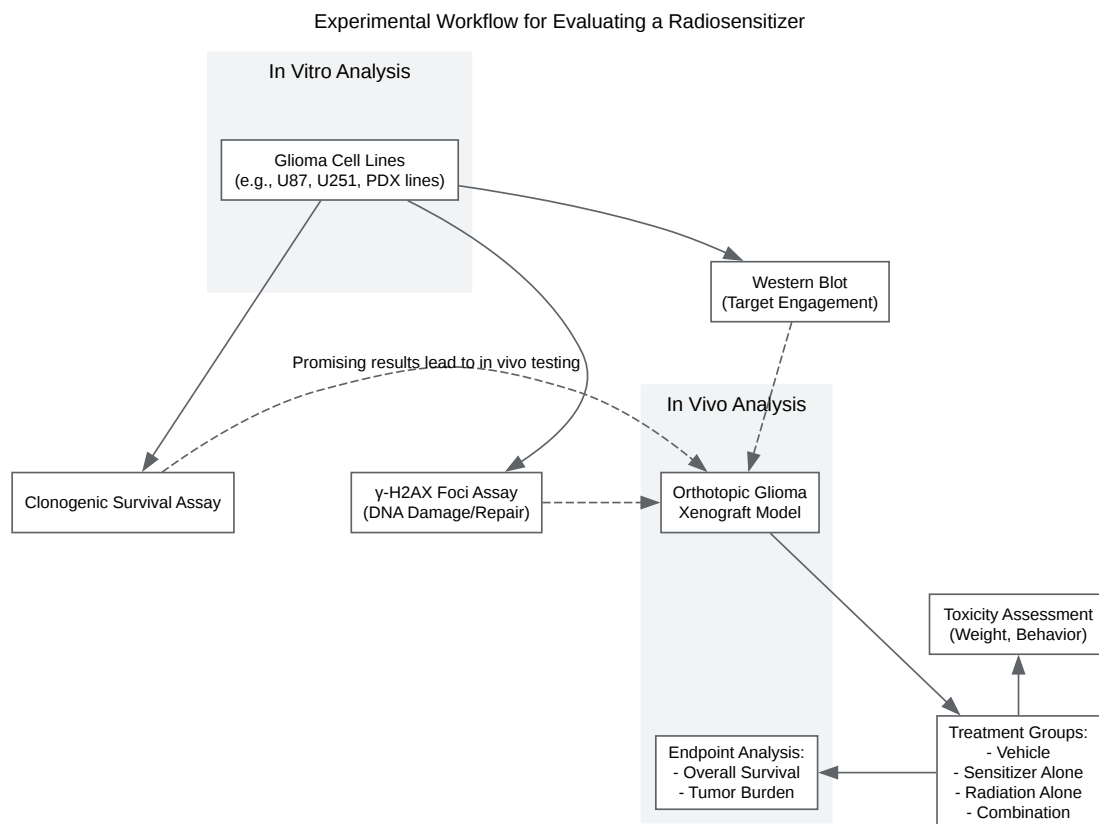 Experimental Workflow for Evaluating a Radiosensitizer
In Vitro Analysis
Glioma Cell Lines
(e.g., U87, U251, PDX lines)
Western Blot
(Target Engagement)
Promising results lead to in vivo testing
In Vivo Analysis
Clonogenic Survival Assay
γ-H2AX Foci Assay
(DNA Damage/Repair)
Orthotopic Glioma
Xenograft Model
Toxicity Assessment
(Weight, Behavior)
Endpoint Analysis:
- Overall Survival
- Tumor Burden
Treatment Groups:
- Vehicle
- Sensitizer Alone
- Radiation Alone
- Combination